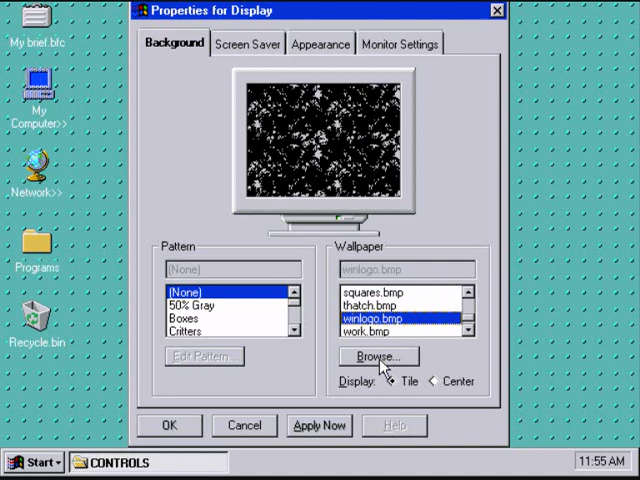 Properties for Display
My brief.bfc
Background
Screen Saver
Appearance
Monitor Settings
My
Computer>>
Network>>
Programs
Recycle.bin
Pattern
(None)
(None)
50% Gray
Boxes
Critters
Edit Pattern...
Wallpaper
winlogo.bmp
squares.bmp
thatch.bmp
winlogo.bmp
work.bmp
Browse...
Display:
Tile
Center
OK
Cancel
Apply Now
Help
Start
CONTROLS
11:55 AM